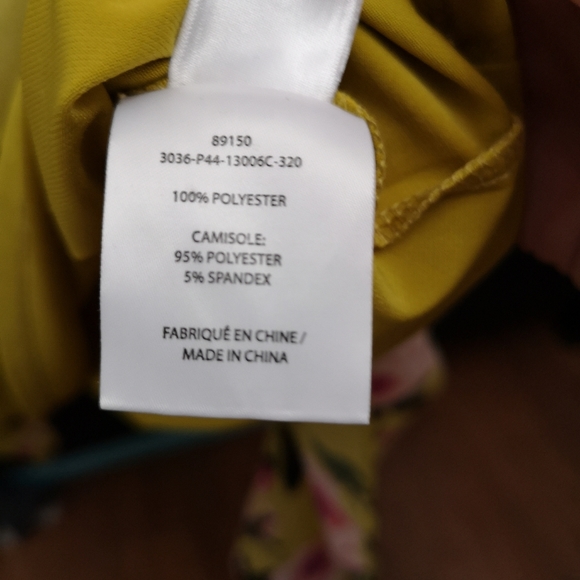 89150
3036-P44-13006C-320
100% POLYESTER
CAMISOLE:
95% POLYESTER
5% SPANDEX
FABRIQUÉ EN CHINE /
MADE IN CHINA